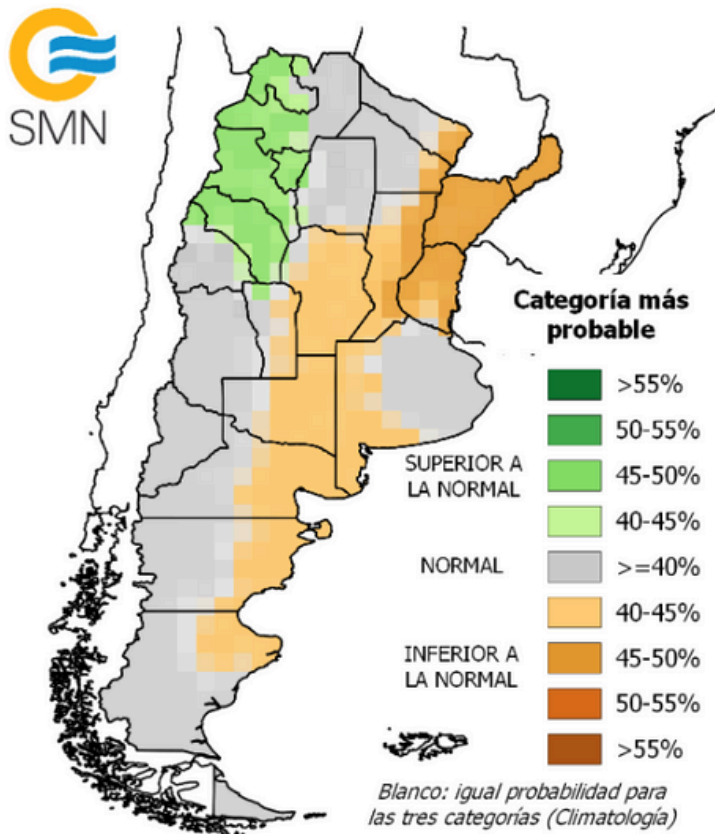 SMN
Categoría más
probable
>55%
50-55%
SUPERIOR A
LA NORMAL
45-50%
40-45%
NORMAL
>=40%
40-45%
INFERIOR A
LA NORMAL
45-50%
50-55%
>55%
Blanco: igual probabilidad para
las tres categorías (Climatología)